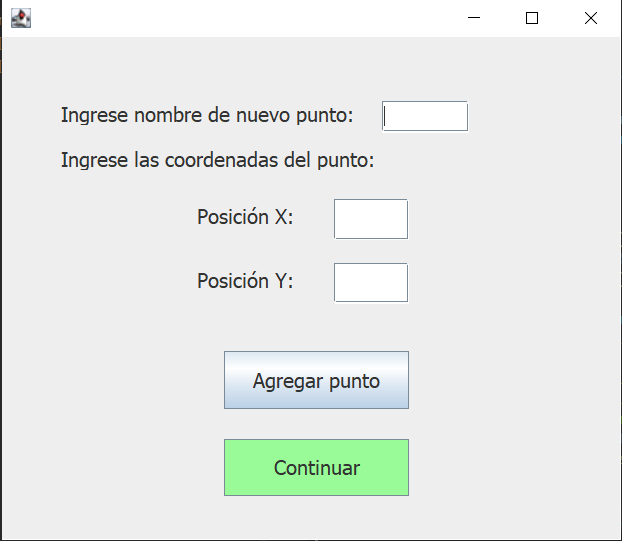 Ingrese nombre de nuevo punto:
Ingrese las coordenadas del punto:
Posición X:
Posición Y:
Agregar punto
Continuar